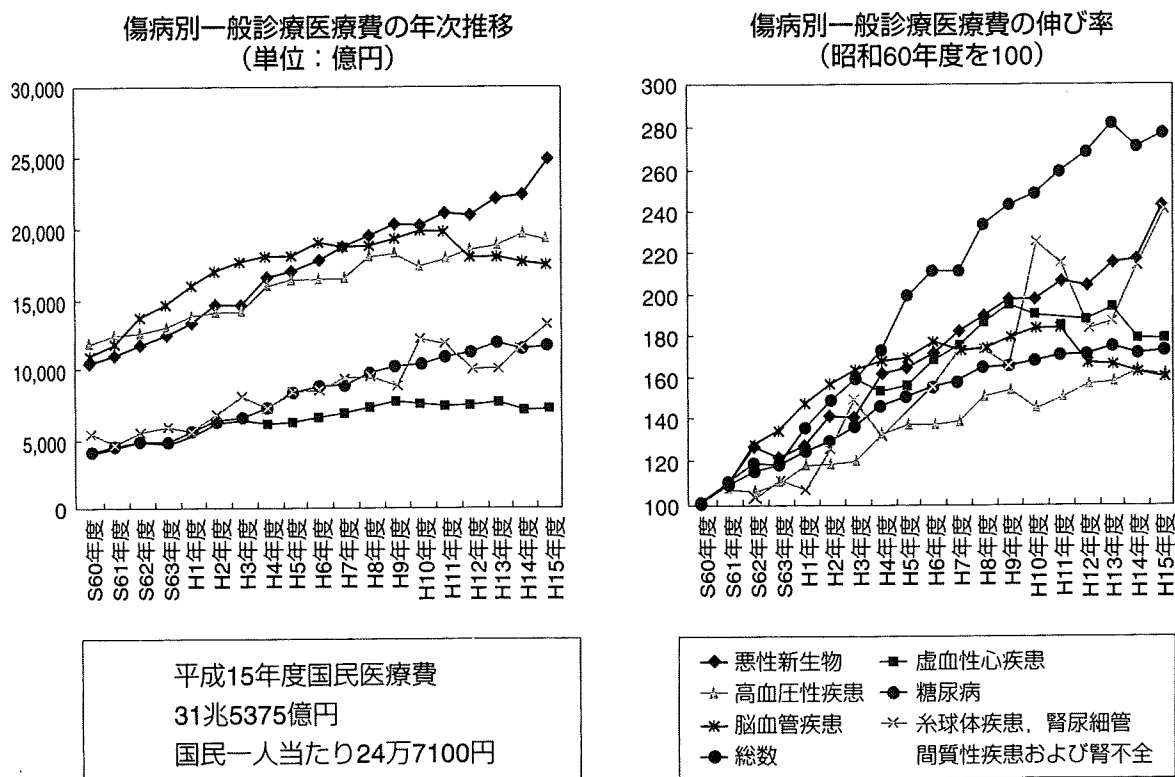 傷病別一般診療医療費の年次推移
（単位：億円）
30,000
25,000
20,000
15,000
10,000
5,000
0
S60年度
S61年度
S62年度
S63年度
H1年度
H2年度
H3年度
H4年度
H5年度
H6年度
H7年度
H8年度
H9年度
H10年度
H11年度
H12年度
H13年度
H14年度
H15年度
傷病別一般診療医療費の伸び率
（昭和60年度を100）
300
280
260
240
220
200
180
160
140
120
100
S60年度
S61年度
S62年度
S63年度
H1年度
H2年度
H3年度
H4年度
H5年度
H6年度
H7年度
H8年度
H9年度
H10年度
H11年度
H12年度
H13年度
H14年度
H15年度
平成15年度国民医療費
31兆5375億円
国民一人当たり24万7100円
悪性新生物
高血圧性疾患
脳血管疾患
総数
虚血性心疾患
糖尿病
糸球体疾患，腎尿細管
間質性疾患および腎不全